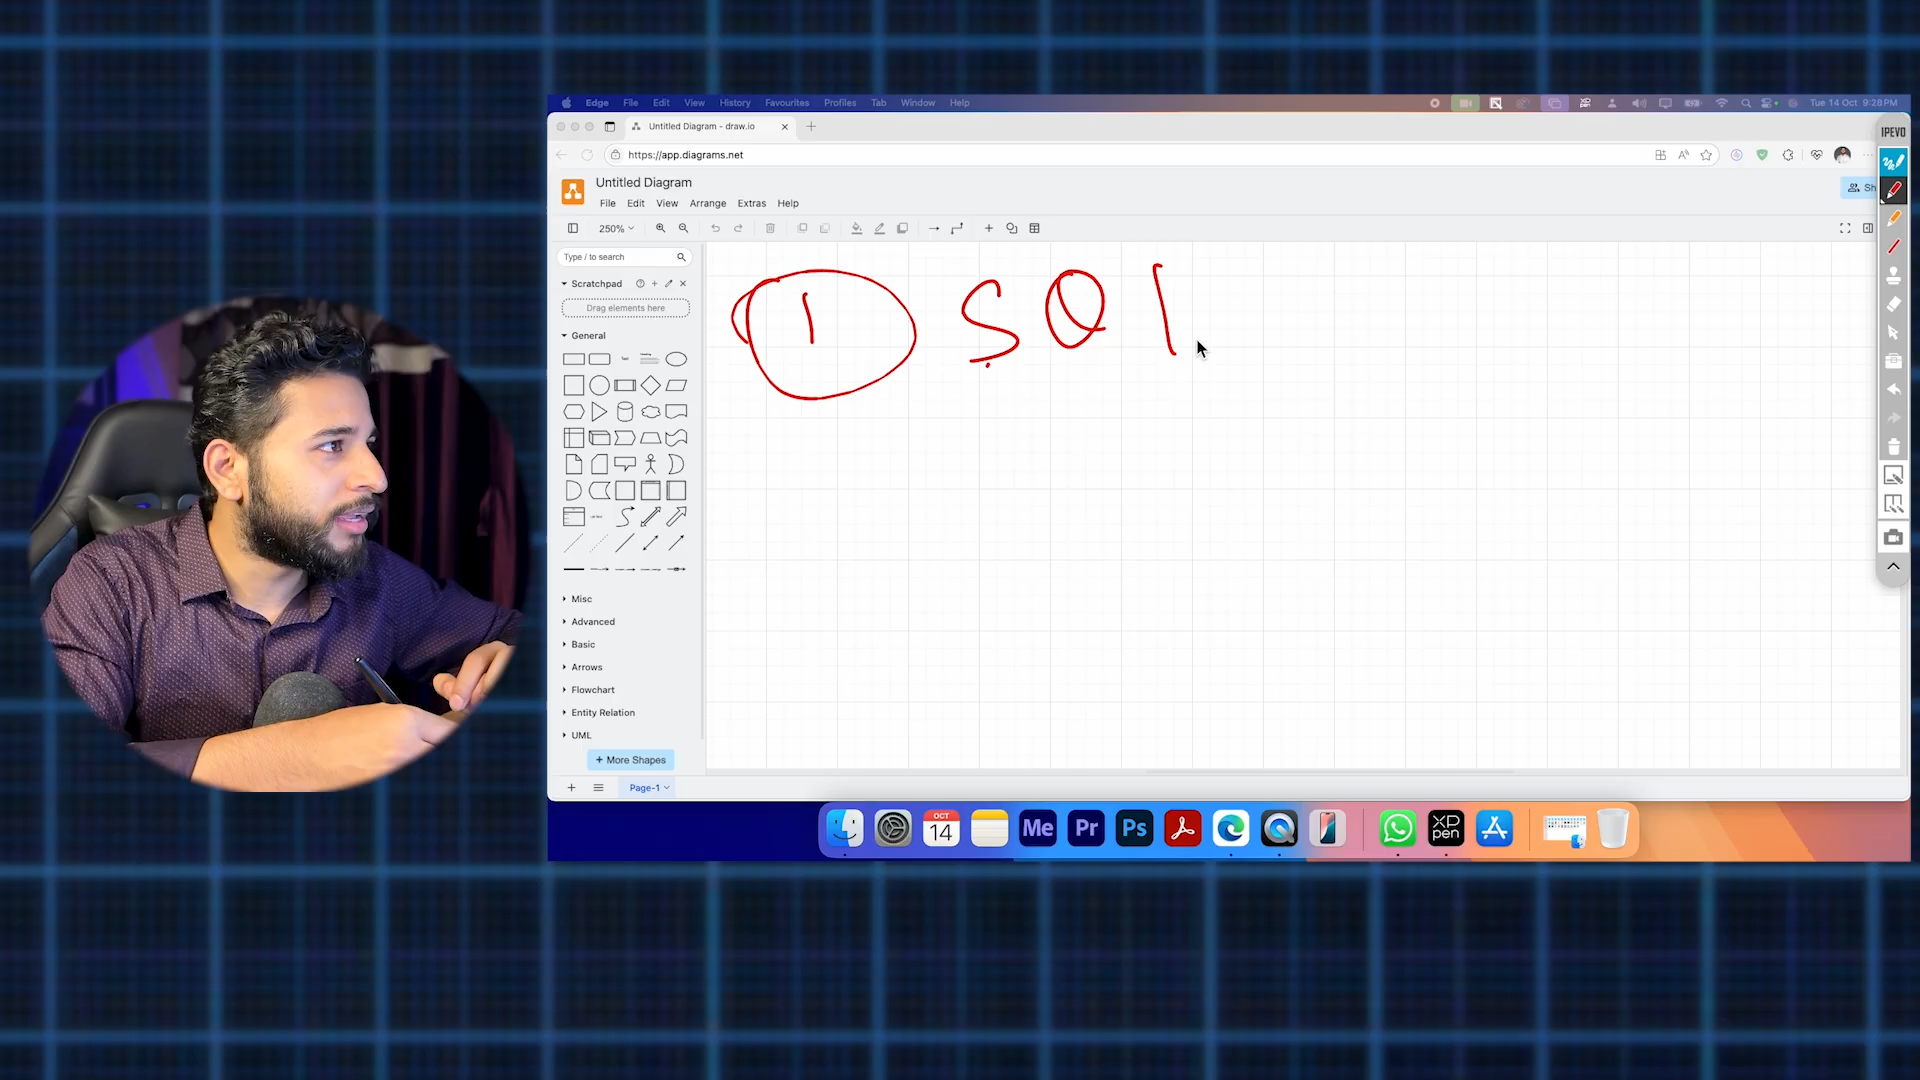 Edge File Edit View History Favourites Profiles Tab Window Help Tue 14 Oct 9:28 PM
Untitled Diagram - draw.io
https://app.diagrams.net
IPEVO
Untitled Diagram
Sh
File Edit View Arrange Extras Help
250%
Type / to search
Scratchpad
Drag elements here
General
Text
Misc
Advanced
Basic
Arrows
Flowchart
Entity Relation
UML
+ More Shapes
Page-1
1 SQ
OCT
14
Me Pr Ps
XP
pen